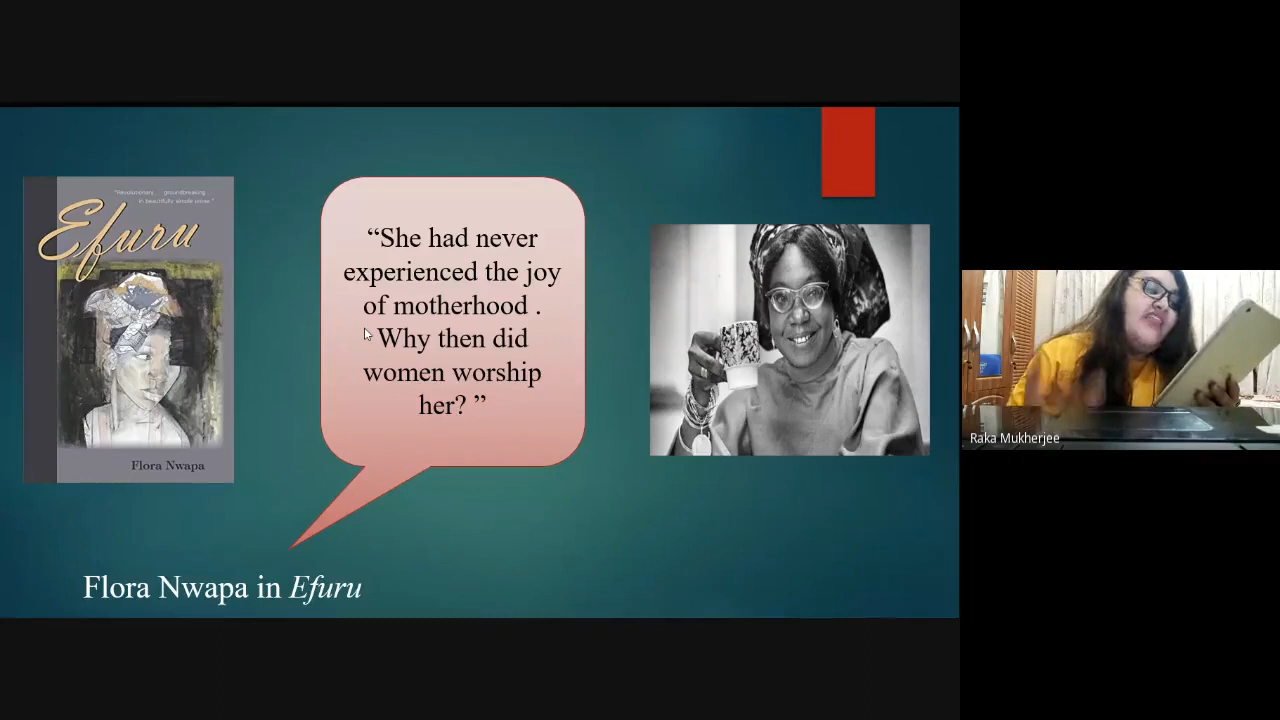 "Revolutionary groundbreaking
in beautifully simple prose."
Efuru
Flora Nwapa
“She had never
experienced the joy
of motherhood .
Why then did
women worship
her? ”
Flora Nwapa in Efuru
Raka Mukherjee